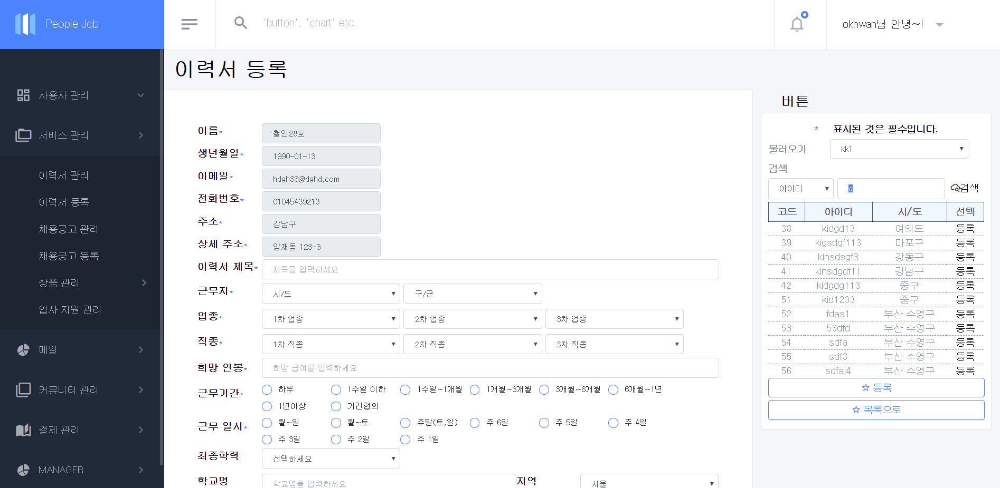 People Job
'button', 'chart' etc.
okhwan님 안녕~!
사용자 관리
서비스 관리
이력서 관리
이력서 등록
채용공고 관리
채용공고 등록
상품 관리
입사 지원 관리
메일
커뮤니티 관리
결제 관리
MANAGER
이력서 등록
이름* 철인28호
생년월일* 1990-01-13
이메일* hdgh33@dghd.com
전화번호* 01045439213
주소* 강남구
상세 주소* 양재동 123-3
이력서 제목* 제목을 입력하세요
근무지* 시/도 구/군
업종* 1차 업종 2차 업종 3차 업종
직종* 1차 직종 2차 직종 3차 직종
희망 연봉* 희망 급여를 입력하세요
근무기간* 하루 1주일 이하 1주일~1개월 1개월~3개월 3개월~6개월 6개월~1년
1년이상 기간협의
근무 일시* 월~일 월~토 주말(토,일) 주 6일 주 5일 주 4일
주 3일 주 2일 주 1일
최종학력 선택하세요
학교명 학교명을 입력하세요 지역 서울
버튼
* 표시된 것은 필수입니다.
불러오기 kk1
검색
아이디 d 검색
코드 아이디 시/도 선택
38 kidgd13 여의도 등록
39 kigsdgf113 마포구 등록
40 kinsdsgf3 강동구 등록
41 kinsdgdf11 강남구 등록
42 kidgdg113 중구 등록
51 kid1233 중구 등록
52 fdas1 부산 수영구 등록
53 53dfd 부산 수영구 등록
54 sdfa 부산 수영구 등록
55 sdf3 부산 수영구 등록
56 sdfaj4 부산 수영구 등록
등록
목록으로